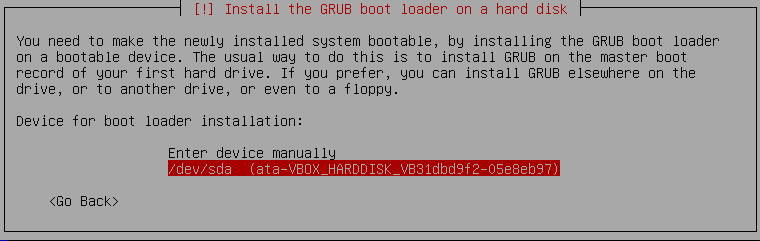 [!] Install the GRUB boot loader on a hard disk
You need to make the newly installed system bootable, by installing the GRUB boot loader
on a bootable device. The usual way to do this is to install GRUB on the master boot
record of your first hard drive. If you prefer, you can install GRUB elsewhere on the
drive, or to another drive, or even to a floppy.
Device for boot loader installation:
Enter device manually
/dev/sda (ata-VBOX_HARDDISK_VB31dbd9f2-05e8eb97)
<Go Back>